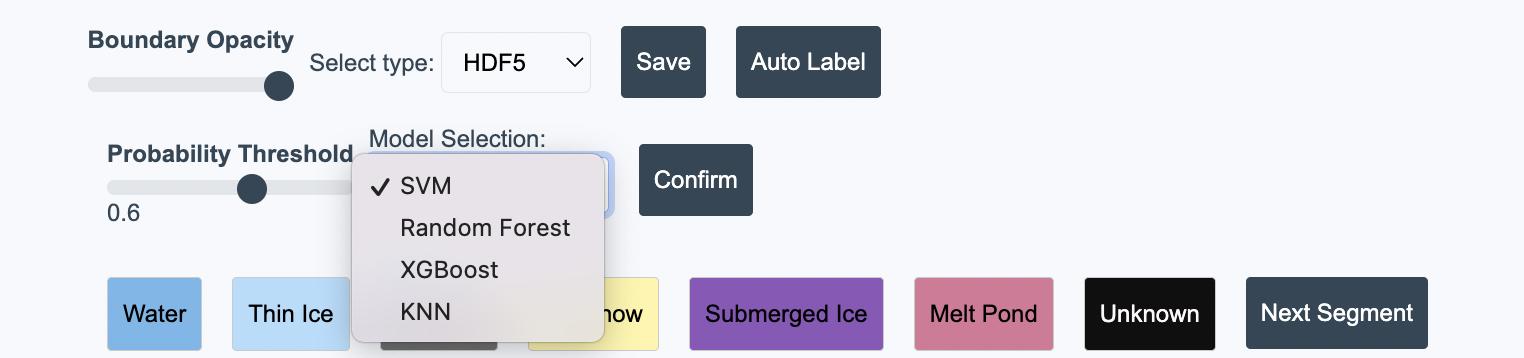 Boundary Opacity
Select type: HDF5 Save Auto Label
Model Selection:
Probability Threshold
Confirm
0.6
✓ SVM
Random Forest
XGBoost
KNN
Water Thin Ice Submerged Ice Melt Pond Unknown Next Segment